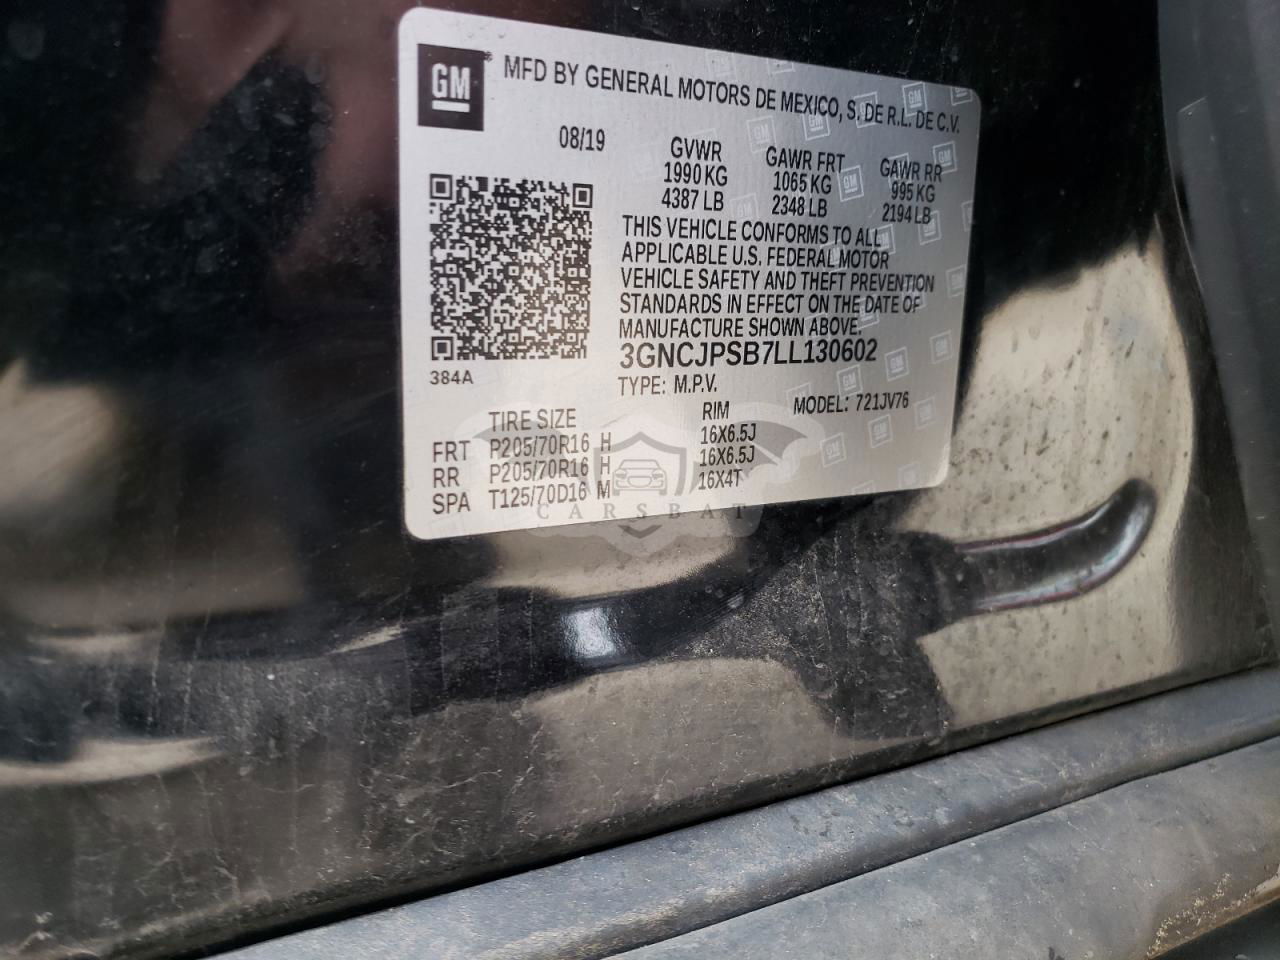 GM
MFD BY GENERAL MOTORS DE MEXICO, S. DE R.L. DE C.V.
08/19
GVWR GAWR FRT GAWR RR
1990 KG 1065 KG 995 KG
4387 LB 2348 LB 2194 LB
THIS VEHICLE CONFORMS TO ALL
APPLICABLE U.S. FEDERAL MOTOR
VEHICLE SAFETY AND THEFT PREVENTION
STANDARDS IN EFFECT ON THE DATE OF
MANUFACTURE SHOWN ABOVE.
3GNCJPSB7LL130602
384A
TYPE: M.P.V. MODEL: 721JV76
TIRE SIZE RIM
FRT P205/70R16 H 16X6.5J
RR P205/70R16 H 16X6.5J
SPA T125/70D16 M 16X4T
CARSBAT